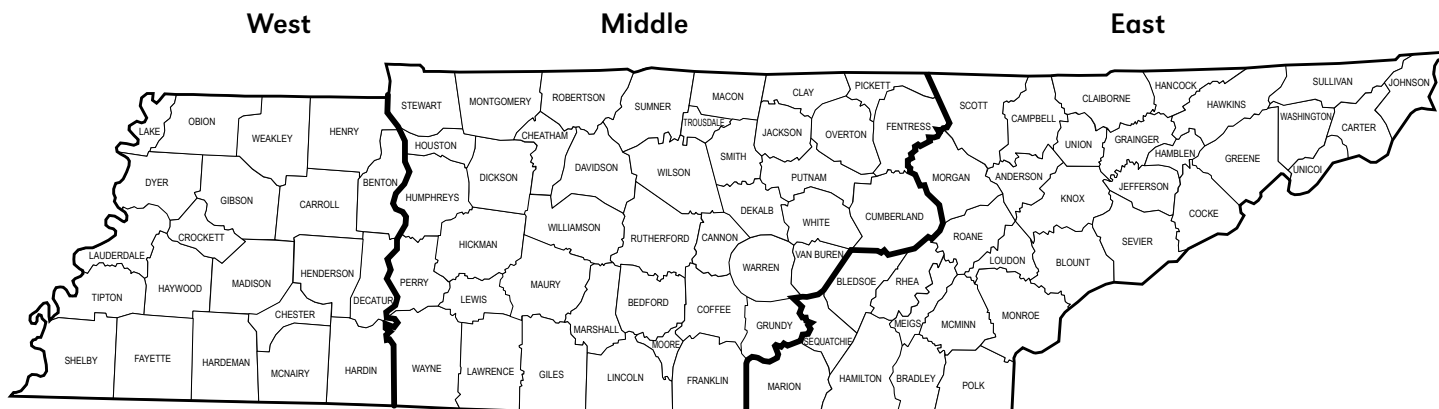 West Middle East
STEWART
MONTGOMERY
ROBERTSON
SUMNER
MACON
CLAY
PICKETT
SCOTT
CAMPBELL
CLAIBORNE
HANCOCK
HAWKINS
SULLIVAN
JOHNSON
LAKE
OBION
WEAKLEY
HENRY
HOUSTON
CHEATHAM
TROUSDALE
JACKSON
OVERTON
FENTRESS
UNION
GRAINGER
HAMBLEN
WASHINGTON
CARTER
DYER
GIBSON
CARROLL
BENTON
HUMPHREYS
DICKSON
DAVIDSON
WILSON
SMITH
PUTNAM
MORGAN
ANDERSON
KNOX
JEFFERSON
GREENE
UNICOI
CROCKETT
HICKMAN
WILLIAMSON
RUTHERFORD
CANNON
DEKALB
WHITE
CUMBERLAND
ROANE
LOUDON
BLOUNT
SEVIER
COCKE
LAUDERDALE
TIPTON
HAYWOOD
MADISON
HENDERSON
DECATUR
PERRY
LEWIS
MAURY
BEDFORD
COFFEE
WARREN
VAN BUREN
BLEDSOE
RHEA
MEIGS
MCMINN
MONROE
CHESTER
MARSHALL
MOORE
GRUNDY
SEQUATCHIE
SHELBY
FAYETTE
HARDEMAN
MCNAIRY
HARDIN
WAYNE
LAWRENCE
GILES
LINCOLN
FRANKLIN
MARION
HAMILTON
BRADLEY
POLK